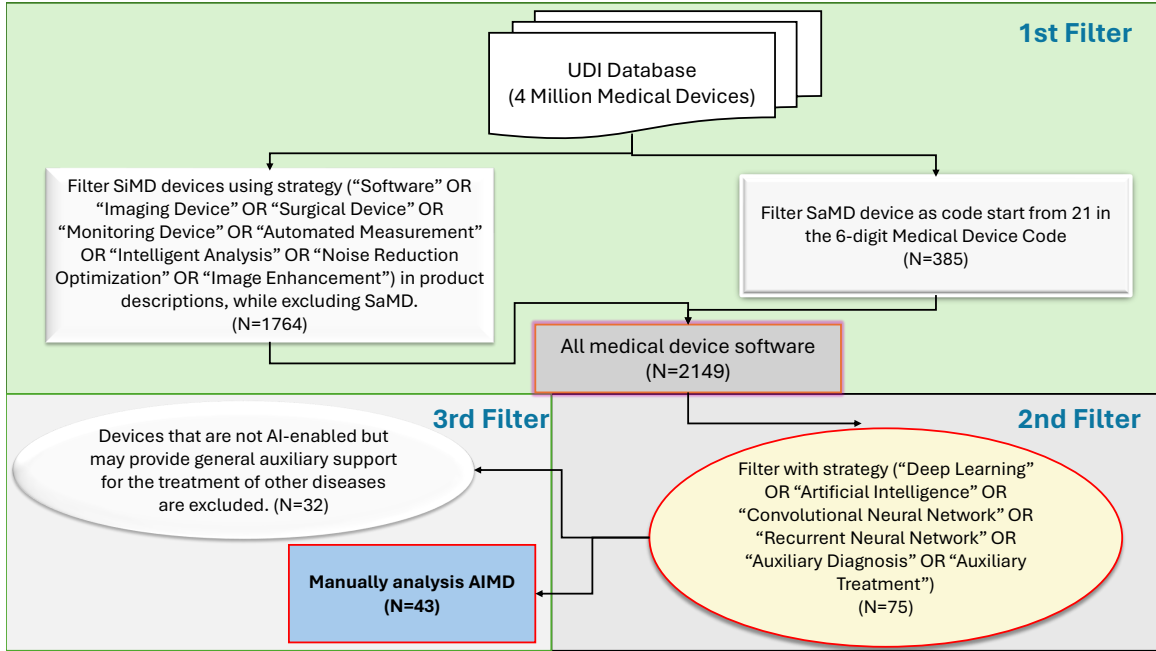 1st Filter
UDI Database
(4 Million Medical Devices)
Filter SiMD devices using strategy (“Software” OR
“Imaging Device” OR “Surgical Device” OR
“Monitoring Device” OR “Automated Measurement”
OR “Intelligent Analysis” OR “Noise Reduction
Optimization” OR “Image Enhancement”) in product
descriptions, while excluding SaMD.
(N=1764)
Filter SaMD device as code start from 21 in
the 6-digit Medical Device Code
(N=385)
All medical device software
(N=2149)
3rd Filter
2nd Filter
Devices that are not AI-enabled but
may provide general auxiliary support
for the treatment of other diseases
are excluded. (N=32)
Manually analysis AIMD
(N=43)
Filter with strategy (“Deep Learning”
OR “Artificial Intelligence” OR
“Convolutional Neural Network” OR
“Recurrent Neural Network” OR
“Auxiliary Diagnosis” OR “Auxiliary
Treatment”)
(N=75)